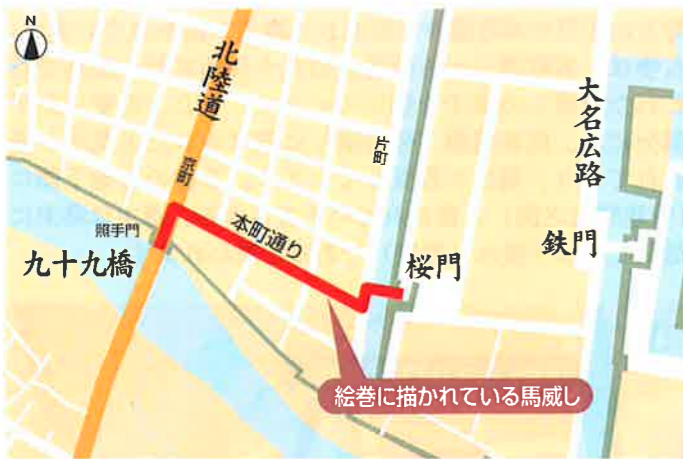 N
北陸道
大名広路
片町
京町
照手門
本町通り
九十九橋
桜門
鉄門
絵巻に描かれている馬威し